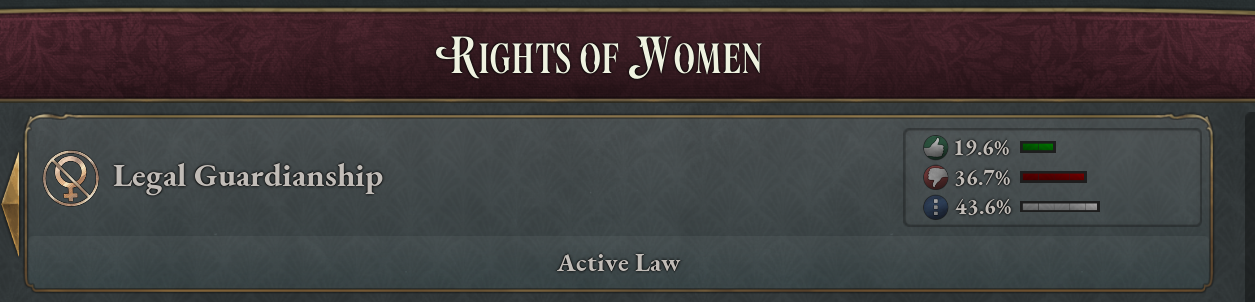 Rights of Women
Legal Guardianship
19.6%
36.7%
43.6%
Active Law